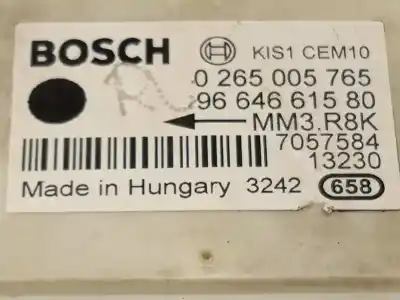 BOSCH KIS1 CEM10
0 265 005 765
96 646 615 80
MM3.R8K
7057584
13230
Made in Hungary 3242 658